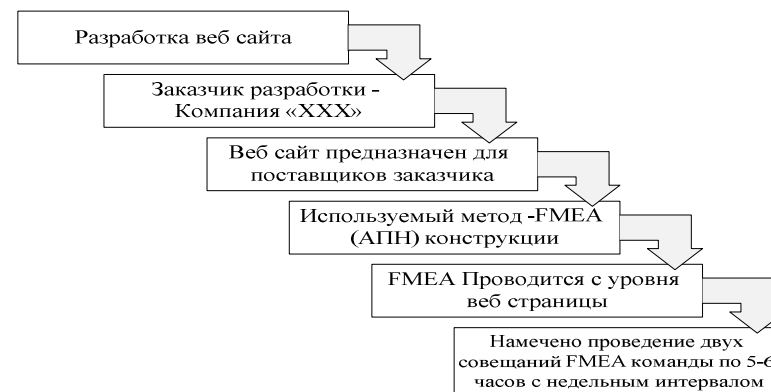 Разработка веб сайта
Заказчик разработки -
Компания «XXX»
Веб сайт предназначен для
поставщиков заказчика
Используемый метод -FMEA
(АПН) конструкции
FMEA Проводится с уровня
веб страницы
Намечено проведение двух
совещаний FMEA команды по 5-6
часов с недельным интервалом